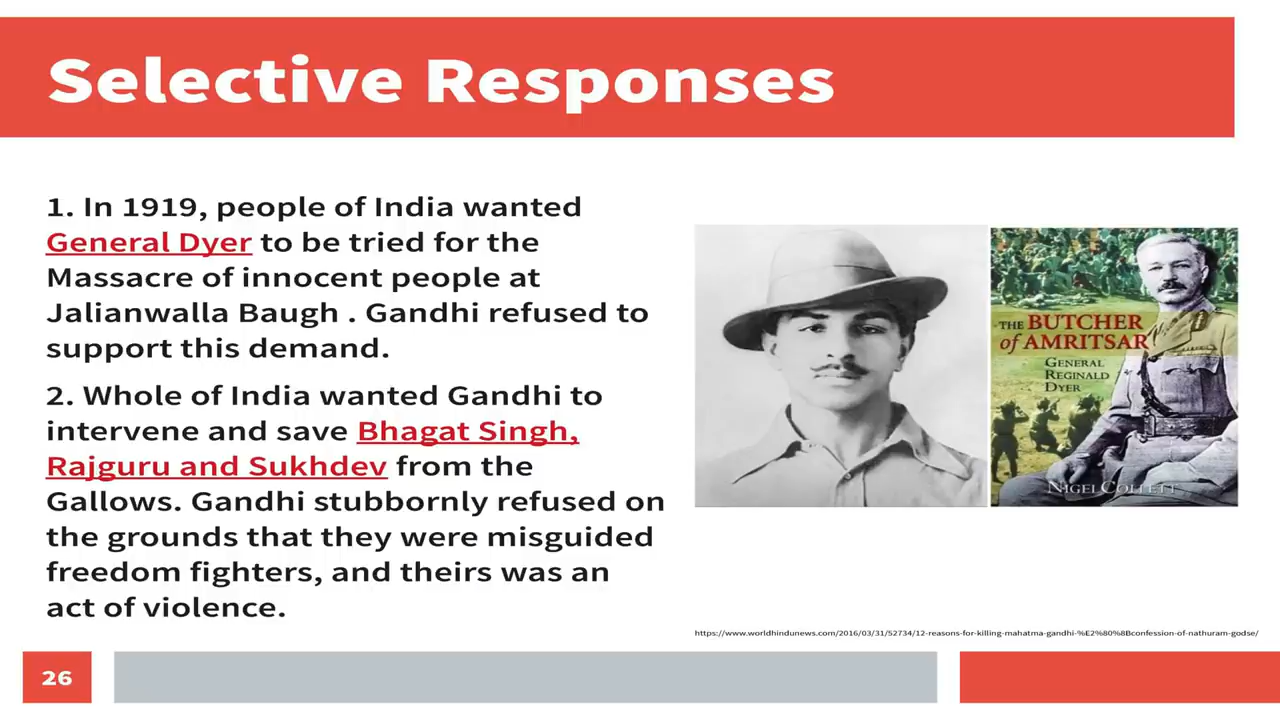 Selective Responses
1. In 1919, people of India wanted
General Dyer to be tried for the
Massacre of innocent people at
Jalianwalla Baugh . Gandhi refused to
support this demand.
2. Whole of India wanted Gandhi to
intervene and save Bhagat Singh,
Rajguru and Sukhdev from the
Gallows. Gandhi stubbornly refused on
the grounds that they were misguided
freedom fighters, and theirs was an
act of violence.
THE BUTCHER
of AMRITSAR
GENERAL
REGINALD
DYER
NIGEL COLLETT
https://www.worldhindunews.com/2016/03/31/52734/12-reasons-for-killing-mahatma-gandhi-%E2%80%8Bconfession-of-nathuram-godse/
26